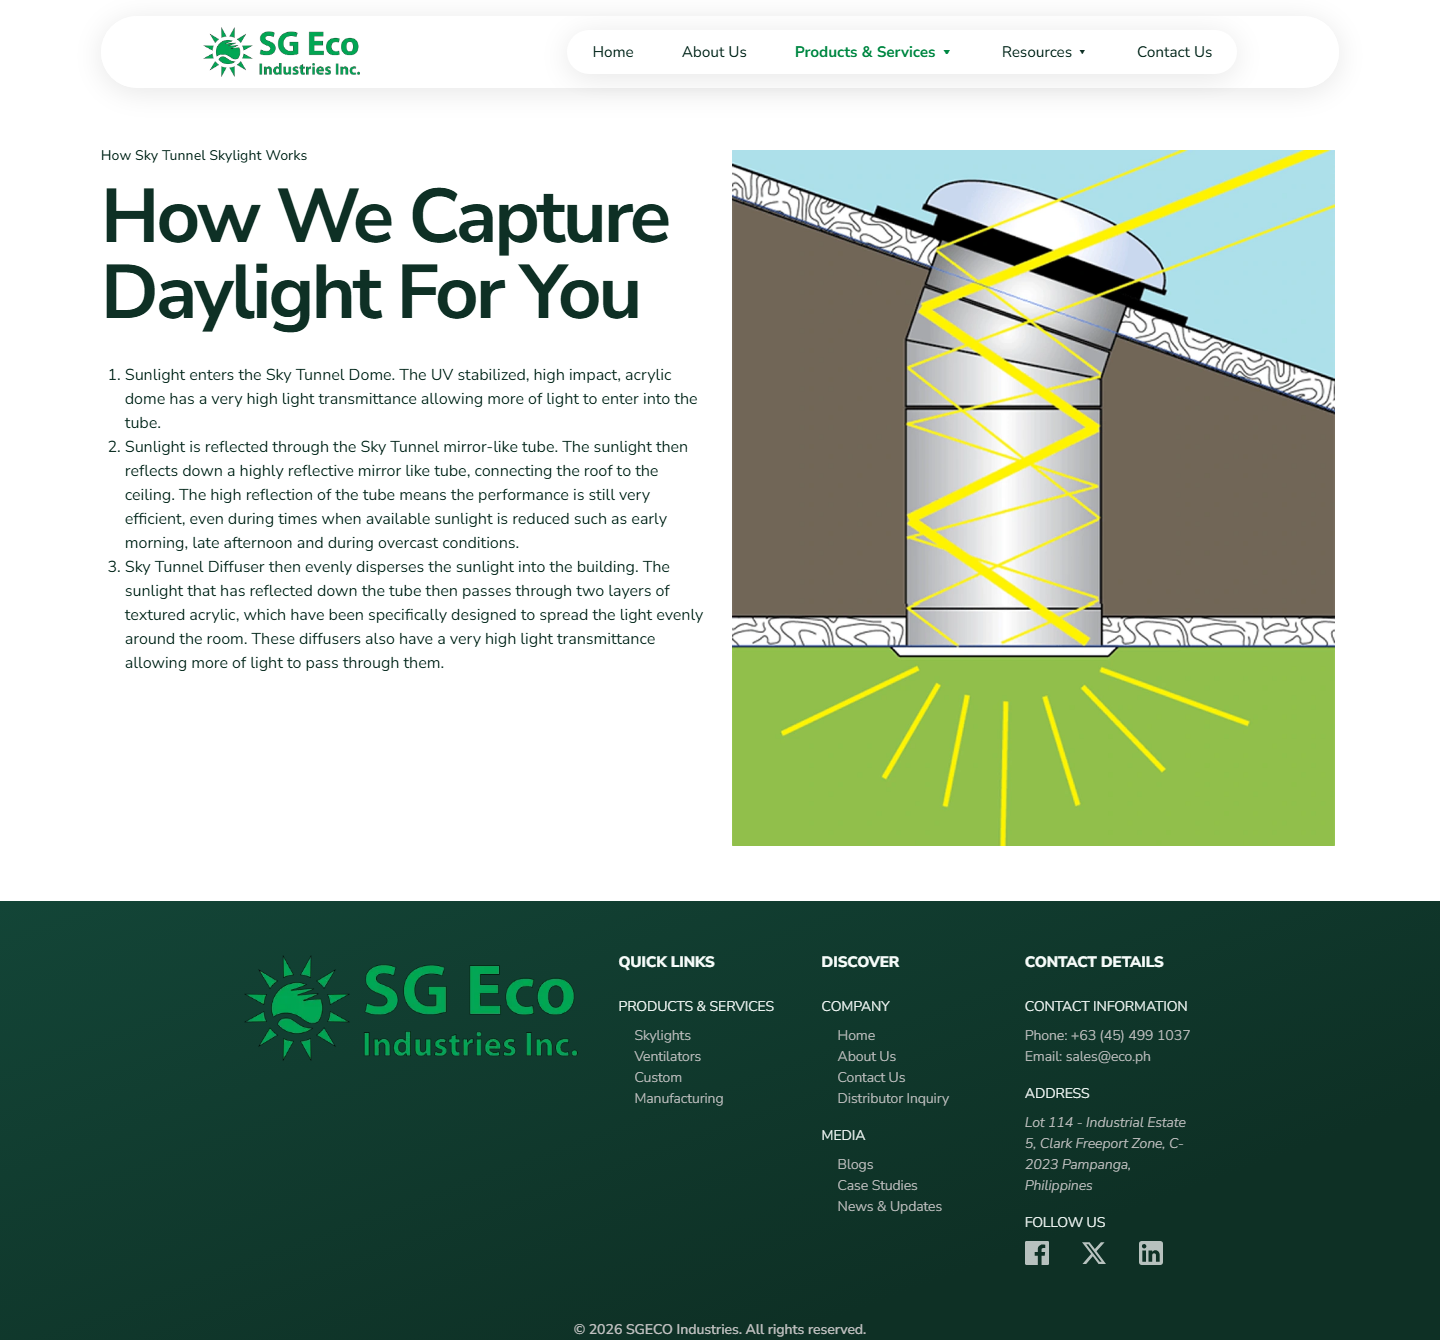 SG Eco
Industries Inc.
Home
About Us
Products & Services
Resources
Contact Us
How Sky Tunnel Skylight Works
How We Capture
Daylight For You
1. Sunlight enters the Sky Tunnel Dome. The UV stabilized, high impact, acrylic
dome has a very high light transmittance allowing more of light to enter into the
tube.
2. Sunlight is reflected through the Sky Tunnel mirror-like tube. The sunlight then
reflects down a highly reflective mirror like tube, connecting the roof to the
ceiling. The high reflection of the tube means the performance is still very
efficient, even during times when available sunlight is reduced such as early
morning, late afternoon and during overcast conditions.
3. Sky Tunnel Diffuser then evenly disperses the sunlight into the building. The
sunlight that has reflected down the tube then passes through two layers of
textured acrylic, which have been specifically designed to spread the light evenly
around the room. These diffusers also have a very high light transmittance
allowing more of light to pass through them.
SG Eco
Industries Inc.
QUICK LINKS
PRODUCTS & SERVICES
Skylights
Ventilators
Custom
Manufacturing
DISCOVER
COMPANY
Home
About Us
Contact Us
Distributor Inquiry
MEDIA
Blogs
Case Studies
News & Updates
CONTACT DETAILS
CONTACT INFORMATION
Phone: +63 (45) 499 1037
Email: sales@eco.ph
ADDRESS
Lot 114 - Industrial Estate
5, Clark Freeport Zone, C-
2023 Pampanga,
Philippines
FOLLOW US
© 2026 SGECO Industries. All rights reserved.